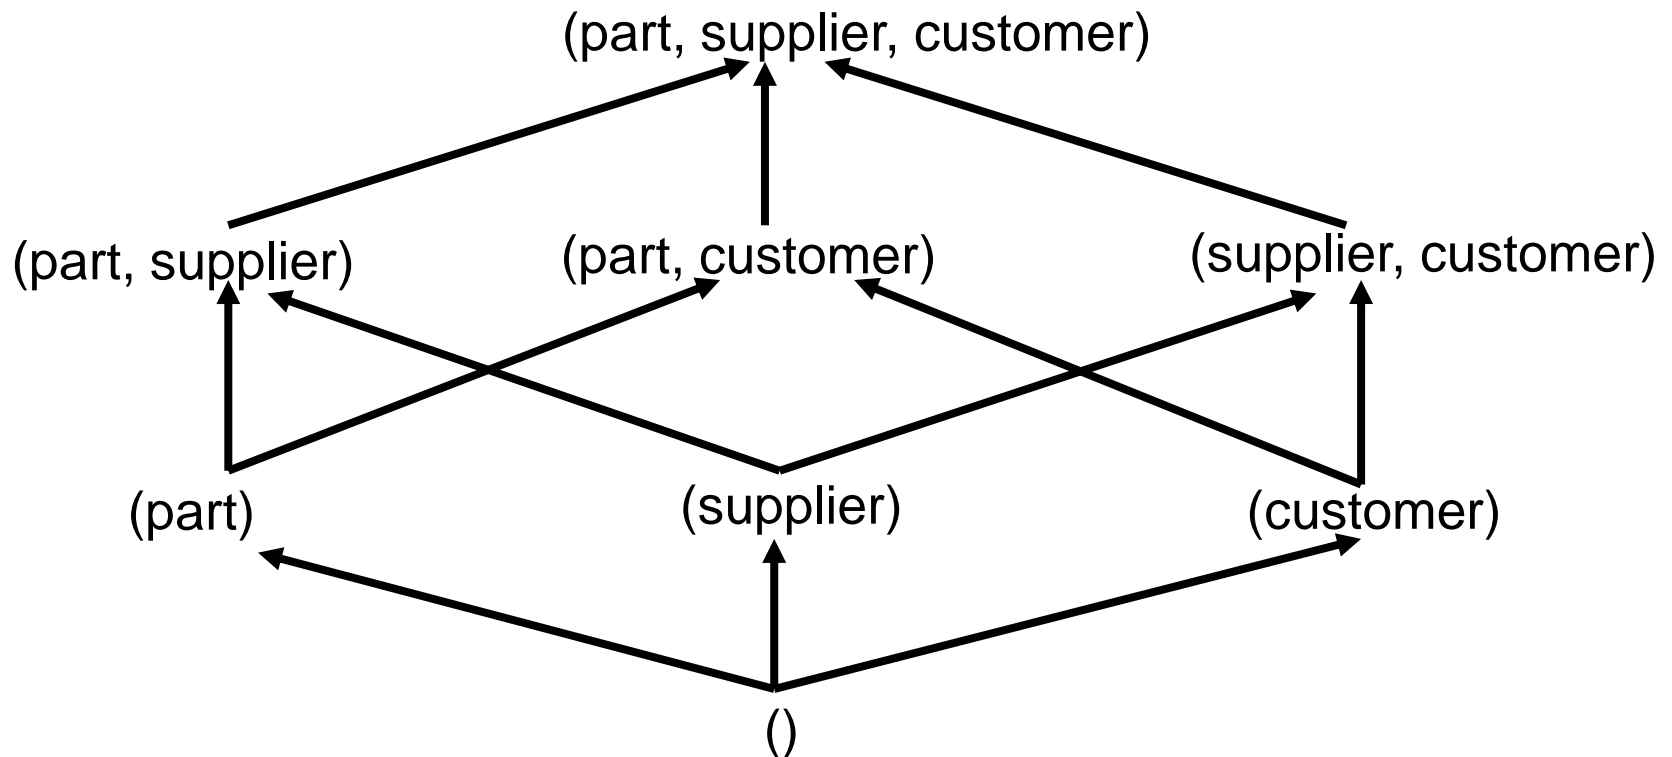 (part, supplier, customer)
(part, supplier) (part, customer) (supplier, customer)
(part) (supplier) (customer)
()